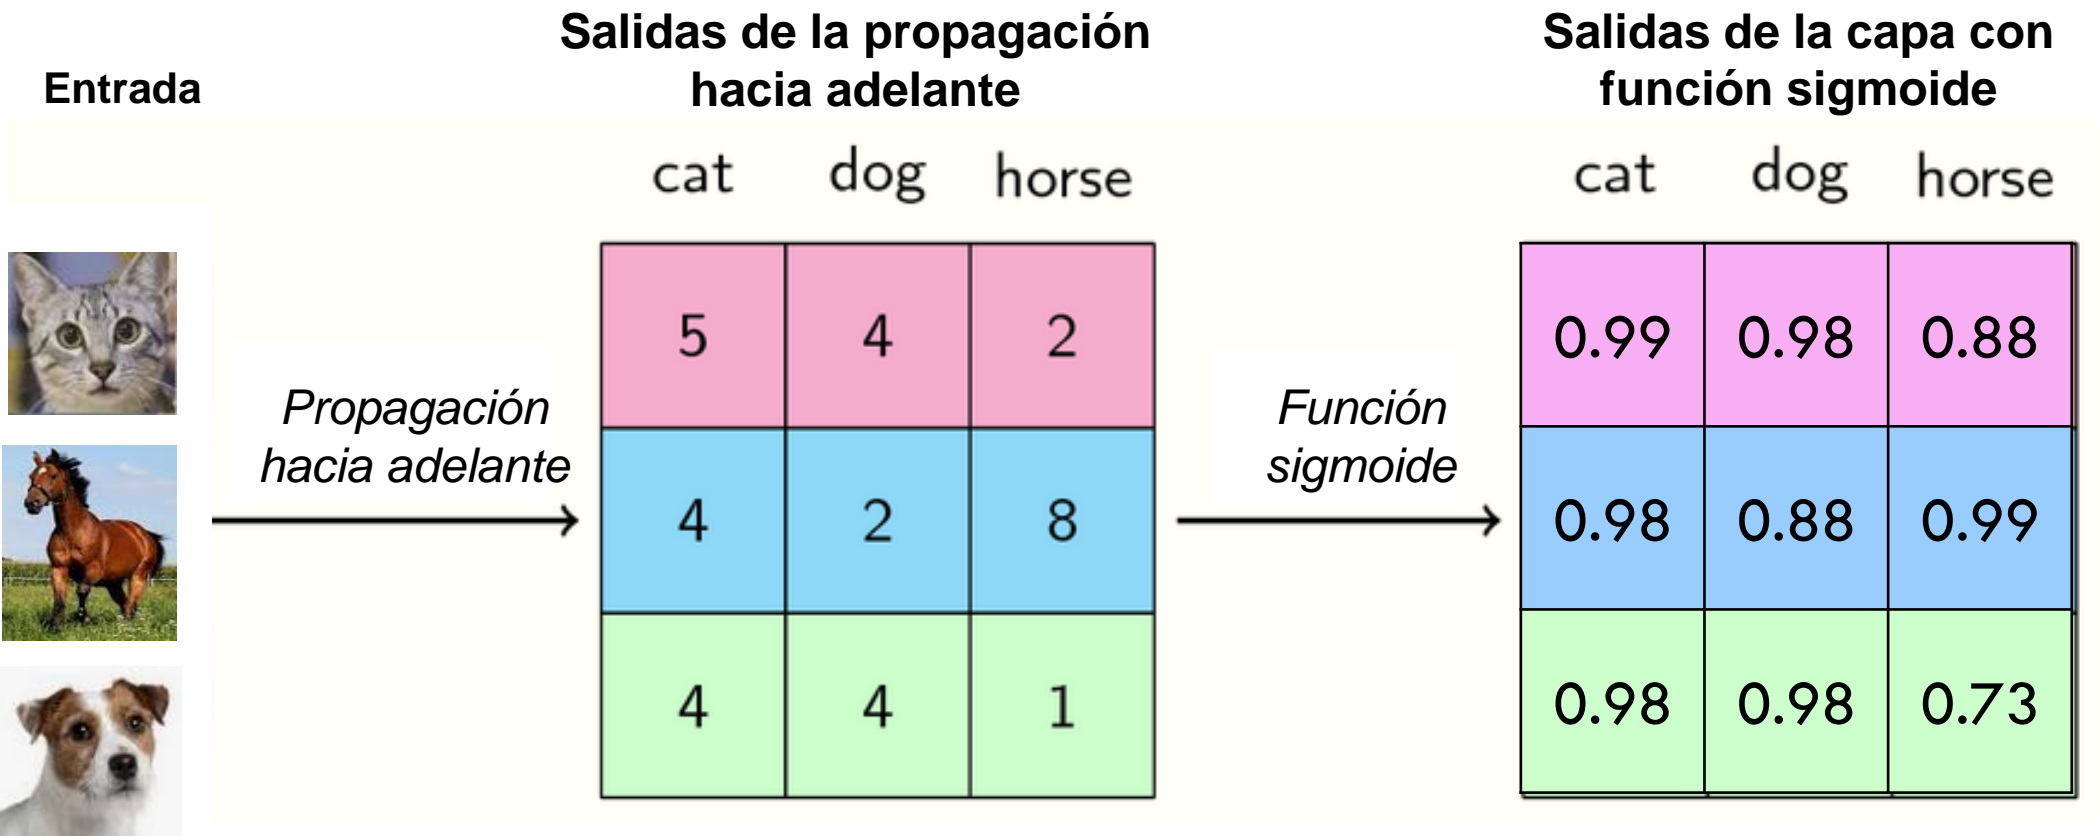 Entrada
Salidas de la propagación
hacia adelante
Salidas de la capa con
función sigmoide
cat dog horse
cat dog horse
Propagación
hacia adelante
5 4 2
4 2 8
4 4 1
Función
sigmoide
0.99 0.98 0.88
0.98 0.88 0.99
0.98 0.98 0.73